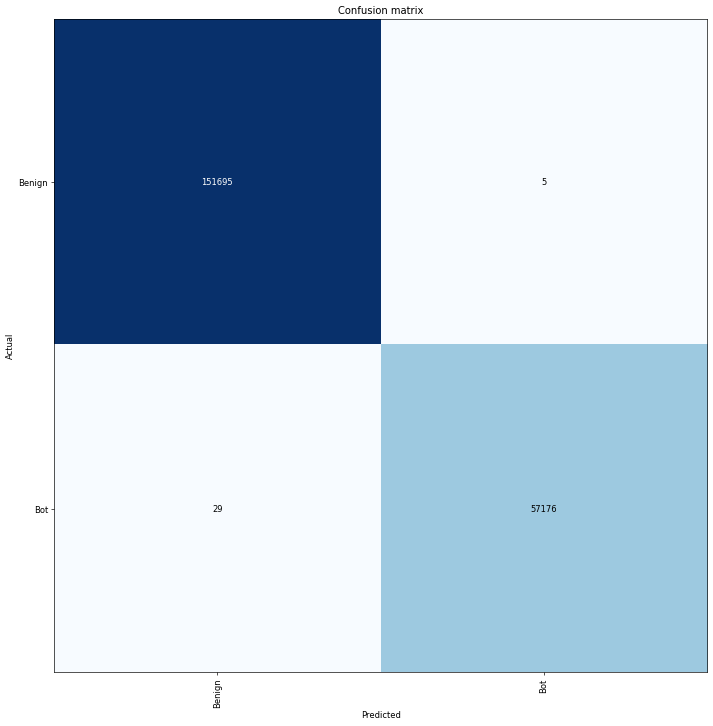 Confusion matrix
Benign
151695
5
Actual
Bot
29
57176
Benign
Bot
Predicted